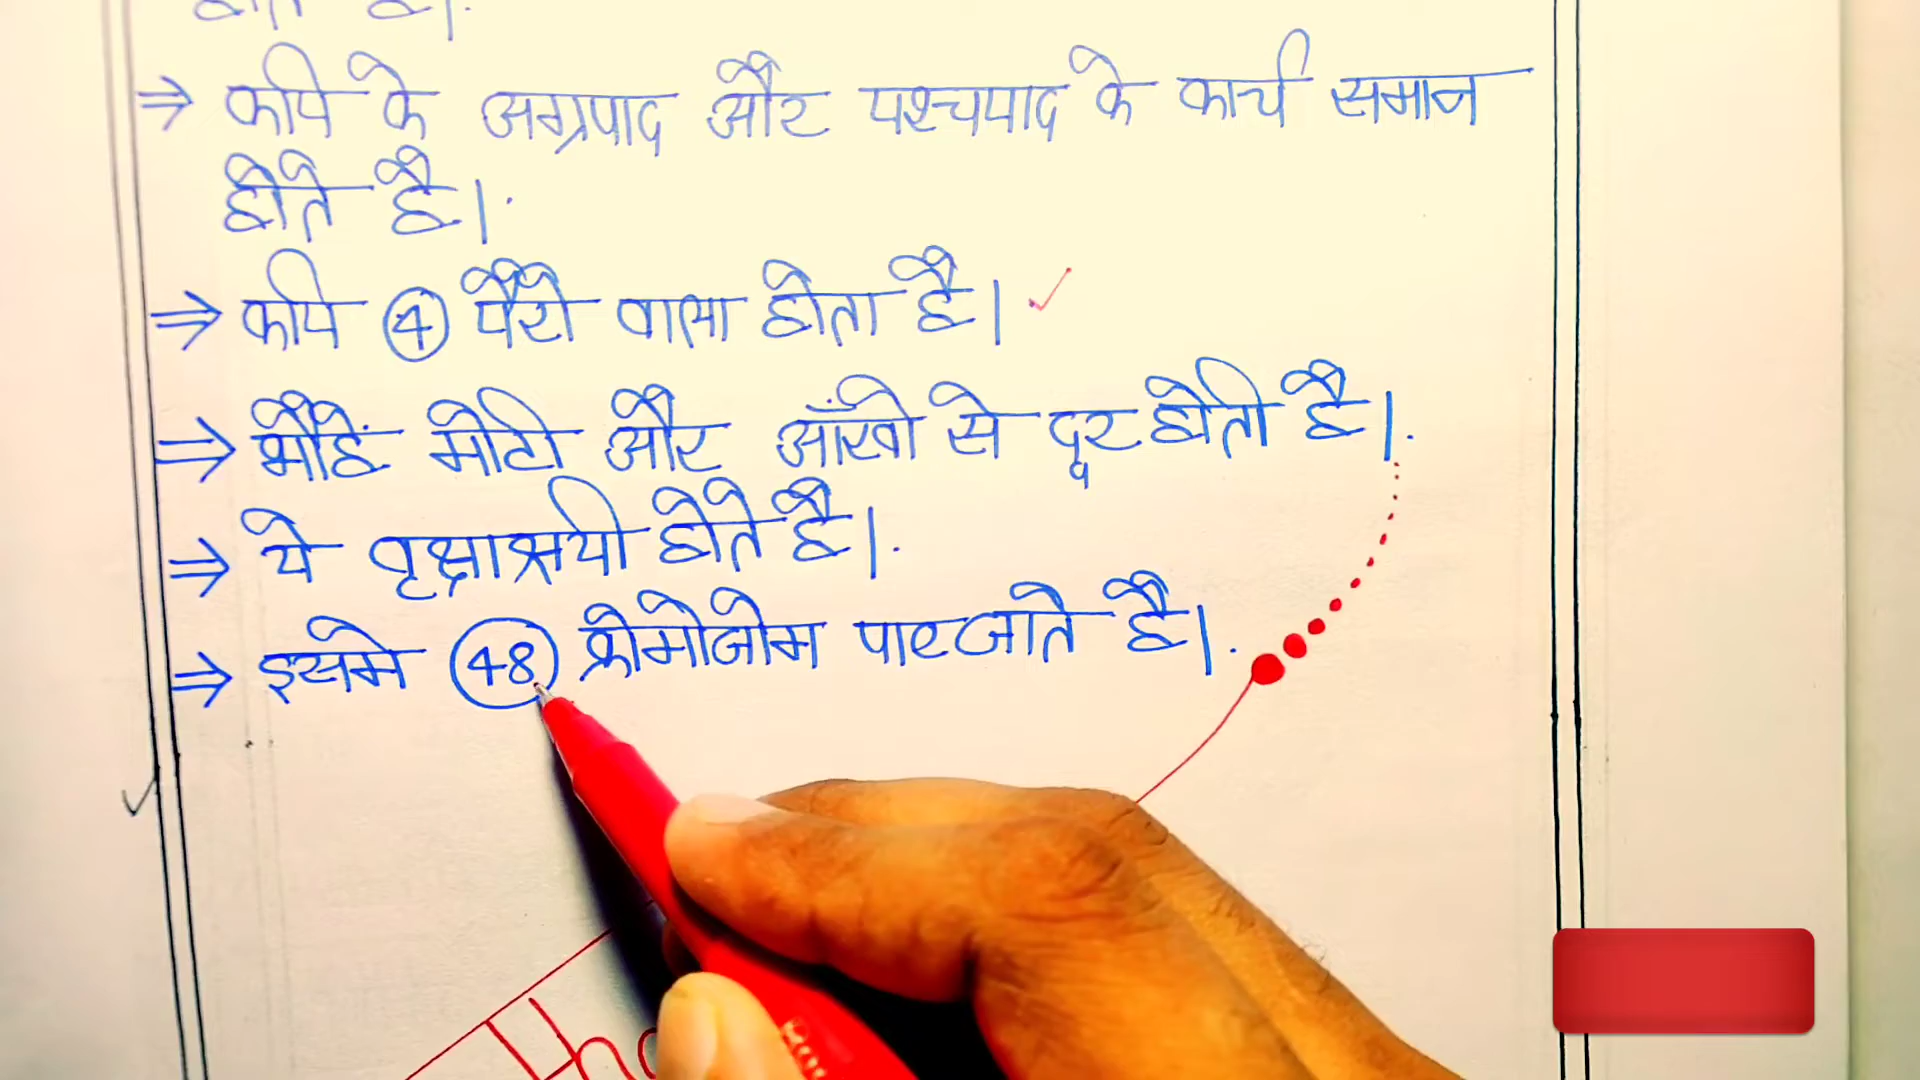 होते है।.
⇒ कपि के अग्रपाद और पश्चपाद के कार्य समान
होते है।.
⇒ कपि ④ पैरो वाला होता है। ✓
⇒ भौहें मोटी और आँखो से दूर होती है।.
⇒ ये वृक्षाश्रयी होते है।.
⇒ इसमे ㊽ क्रोमोजोम पाए जाते है।.